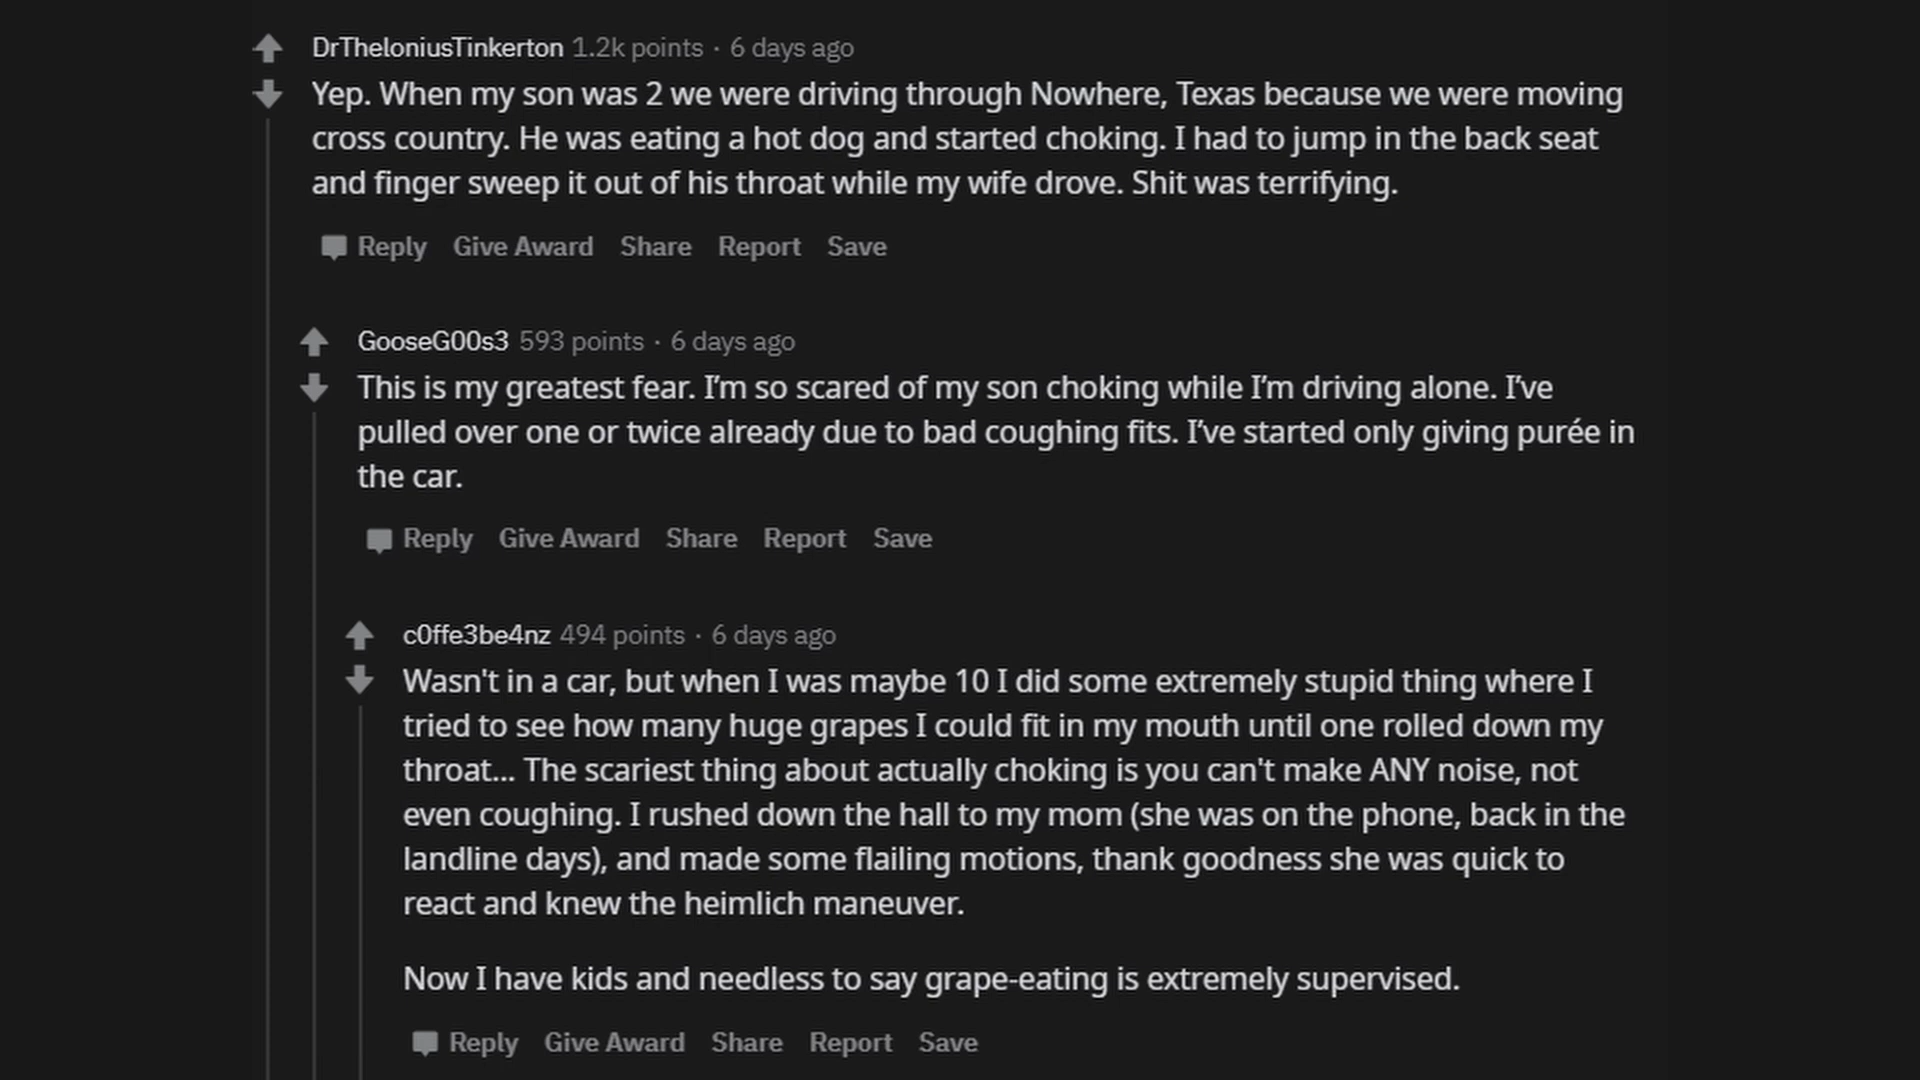 DrTheloniusTinkerton 1.2k points · 6 days ago
Yep. When my son was 2 we were driving through Nowhere, Texas because we were moving
cross country. He was eating a hot dog and started choking. I had to jump in the back seat
and finger sweep it out of his throat while my wife drove. Shit was terrifying.
Reply Give Award Share Report Save
GooseG00s3 593 points · 6 days ago
This is my greatest fear. I’m so scared of my son choking while I’m driving alone. I’ve
pulled over one or twice already due to bad coughing fits. I’ve started only giving purée in
the car.
Reply Give Award Share Report Save
c0ffe3be4nz 494 points · 6 days ago
Wasn't in a car, but when I was maybe 10 I did some extremely stupid thing where I
tried to see how many huge grapes I could fit in my mouth until one rolled down my
throat... The scariest thing about actually choking is you can't make ANY noise, not
even coughing. I rushed down the hall to my mom (she was on the phone, back in the
landline days), and made some flailing motions, thank goodness she was quick to
react and knew the heimlich maneuver.
Now I have kids and needless to say grape-eating is extremely supervised.
Reply Give Award Share Report Save